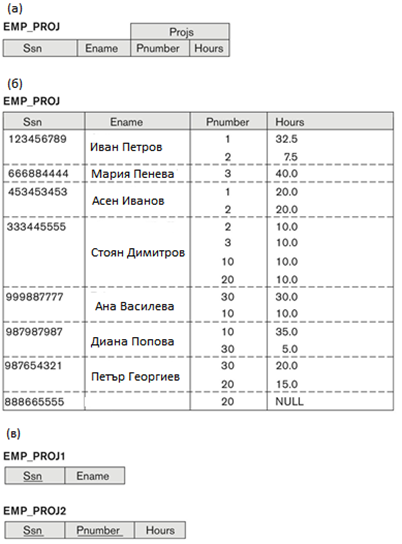 (а)
EMP_PROJ
Projs
Ssn Ename Pnumber Hours
(б)
EMP_PROJ
Ssn Ename Pnumber Hours
123456789 Иван Петров 1 32.5
2 7.5
666884444 Мария Пенева 3 40.0
453453453 Асен Иванов 1 20.0
2 20.0
333445555 Стоян Димитров 2 10.0
3 10.0
10 10.0
20 10.0
999887777 Ана Василева 30 30.0
10 10.0
987987987 Диана Попова 10 35.0
30 5.0
987654321 Петър Георгиев 30 20.0
20 15.0
888665555 20 NULL
(в)
EMP_PROJ1
Ssn Ename
EMP_PROJ2
Ssn Pnumber Hours